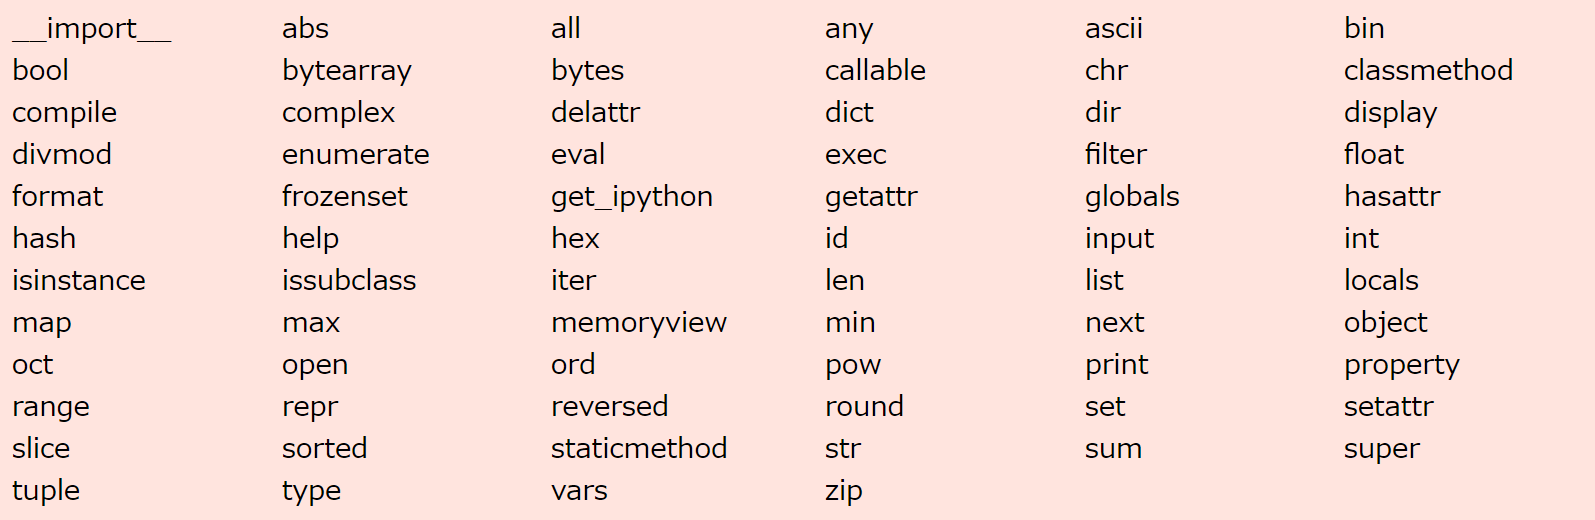 __import__ abs all any ascii bin
bool bytearray bytes callable chr classmethod
compile complex delattr dict dir display
divmod enumerate eval exec filter float
format frozenset get_ipython getattr globals hasattr
hash help hex id input int
isinstance issubclass iter len list locals
map max memoryview min next object
oct open ord pow print property
range repr reversed round set setattr
slice sorted staticmethod str sum super
tuple type vars zip